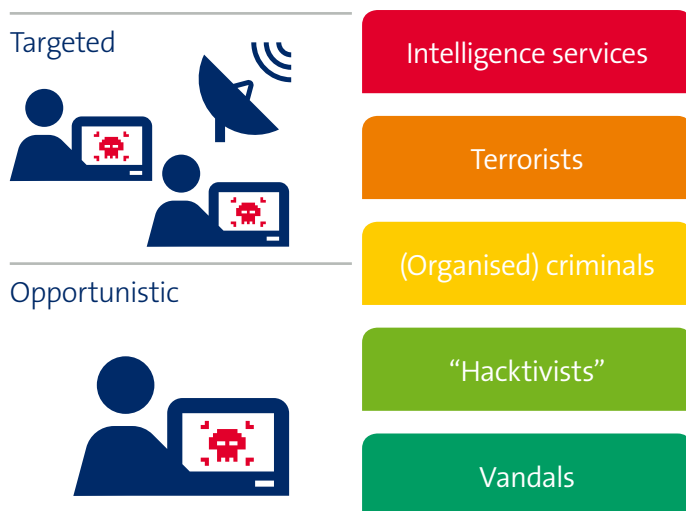 Targeted
Opportunistic
Intelligence services
Terrorists
(Organised) criminals
“Hacktivists”
Vandals